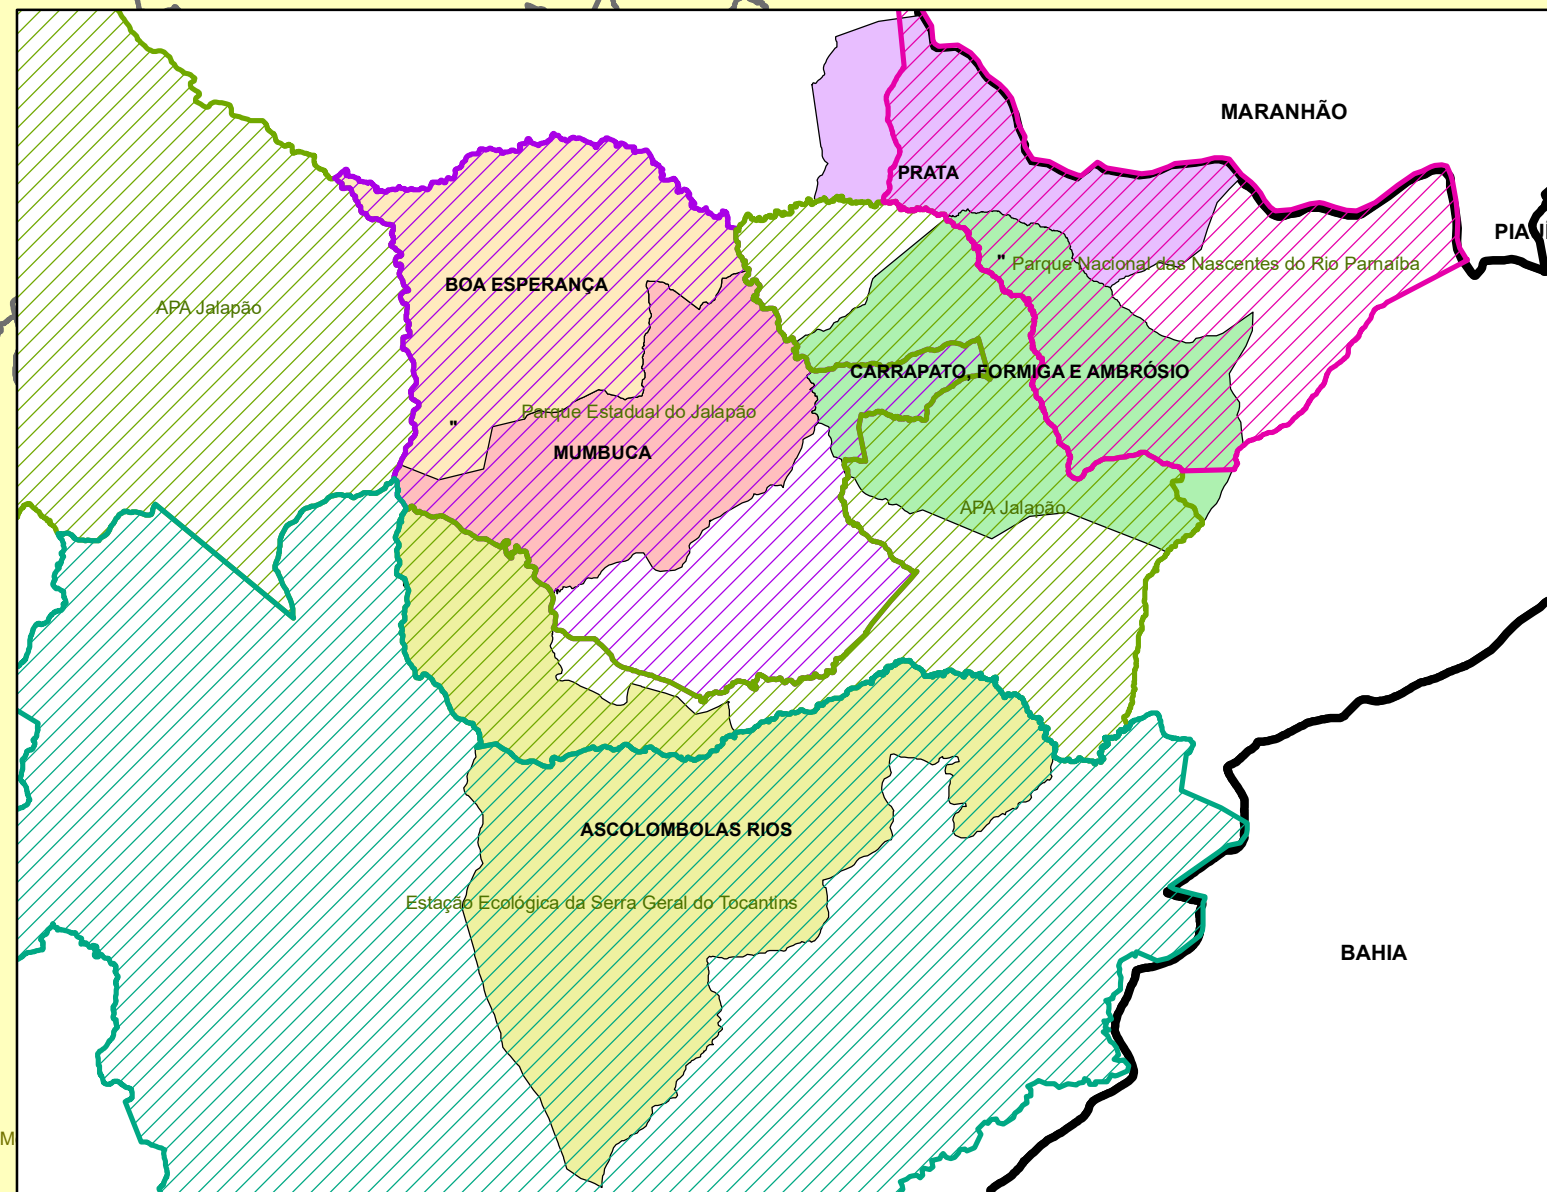 MARANHÃO
PRATA
PIAUÍ
" Parque Nacional das Nascentes do Rio Parnaíba
BOA ESPERANÇA
APA Jalapão
CARRAPATO, FORMIGA E AMBRÓSIO
Parque Estadual do Jalapão
"
MUMBUCA
APA Jalapão
ASCOLOMBOLAS RIOS
Estação Ecológica da Serra Geral do Tocantins
BAHIA
M